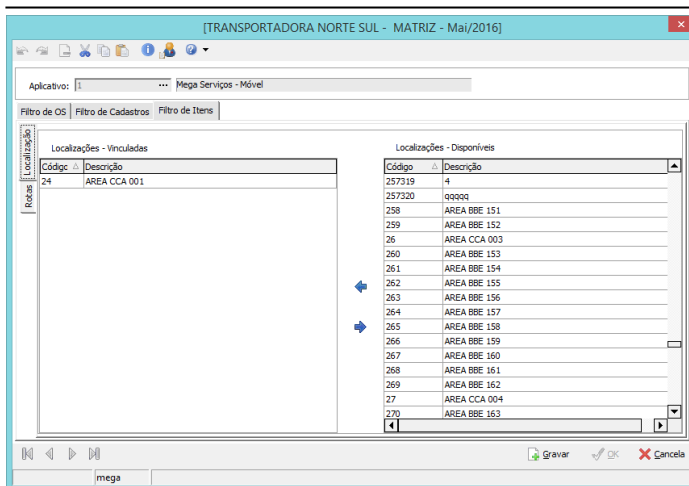 [TRANSPORTADORA NORTE SUL - MATRIZ - Mai/2016]
Aplicativo: 1 ... Mega Serviços - Móvel
Filtro de OS Filtro de Cadastros Filtro de Itens
Localização
Rotas
Localizações - Vinculadas
Códigc Descrição
24 AREA CCA 001
Localizações - Disponíveis
Código Descrição
257319 4
257320 qqqqq
258 AREA BBE 151
259 AREA BBE 152
26 AREA CCA 003
260 AREA BBE 153
261 AREA BBE 154
262 AREA BBE 155
263 AREA BBE 156
264 AREA BBE 157
265 AREA BBE 158
266 AREA BBE 159
267 AREA BBE 160
268 AREA BBE 161
269 AREA BBE 162
27 AREA CCA 004
270 AREA BBE 163
Gravar OK Cancela
mega